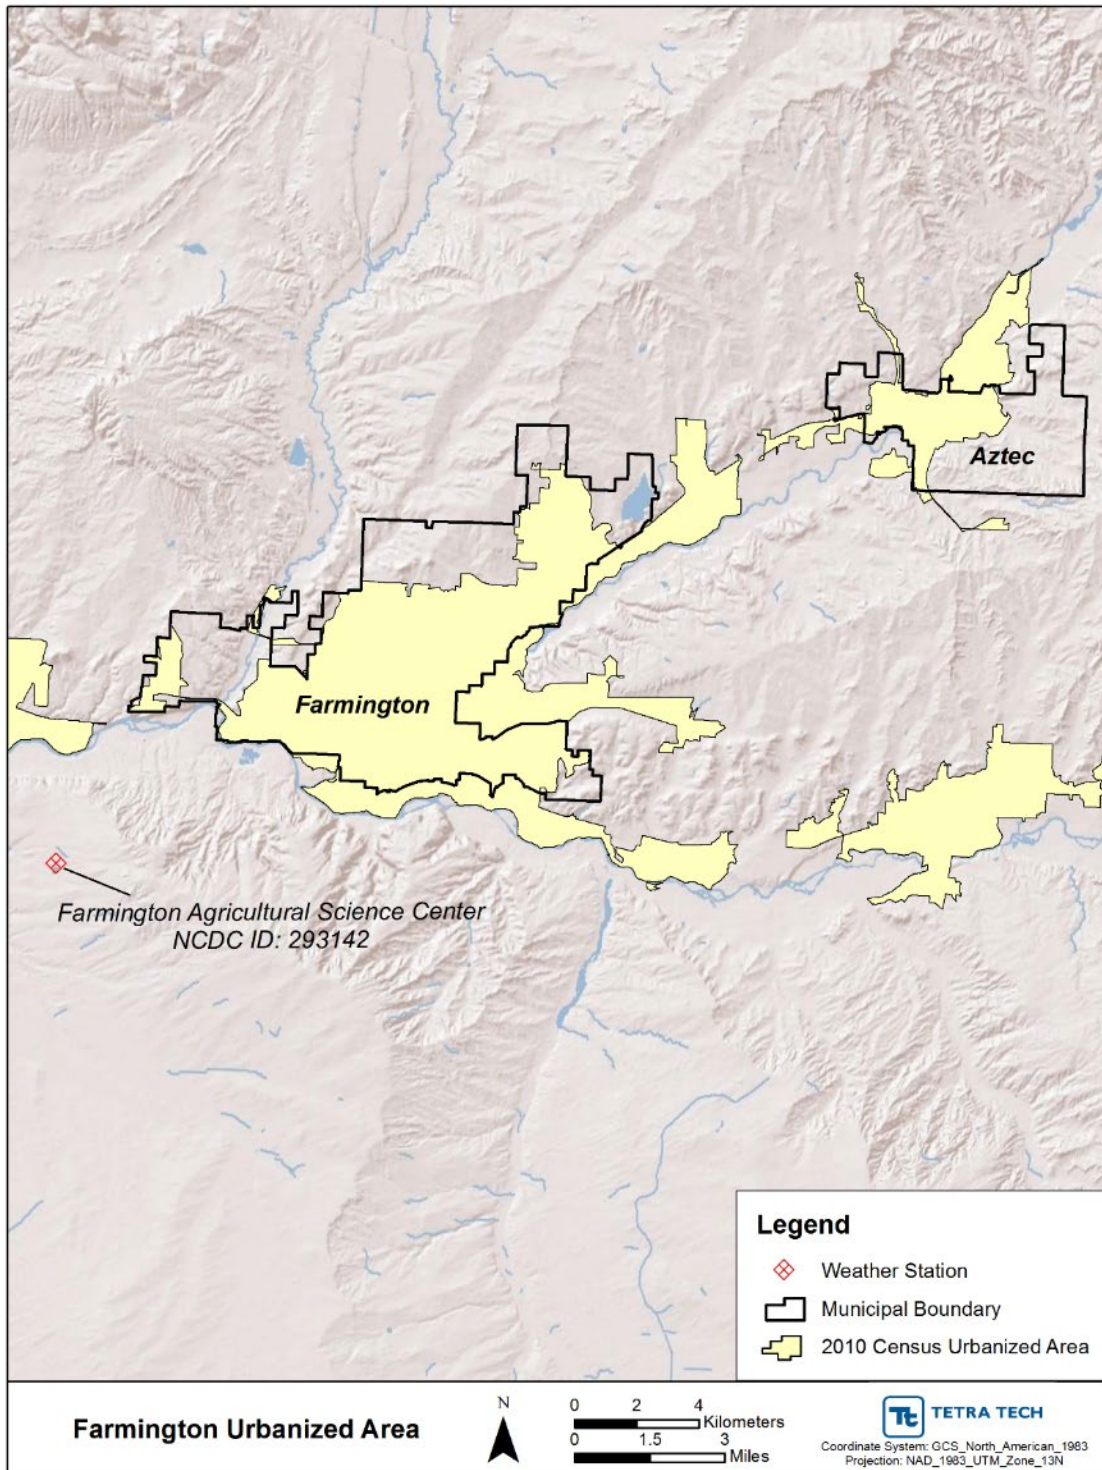 Aztec
Farmington
Farmington Agricultural Science Center
NCDC ID: 293142
Legend
Weather Station
Municipal Boundary
2010 Census Urbanized Area
Farmington Urbanized Area
N
0 2 4
Kilometers
0 1.5 3
Miles
Tt TETRA TECH
Coordinate System: GCS_North_American_1983
Projection: NAD_1983_UTM_Zone_13N